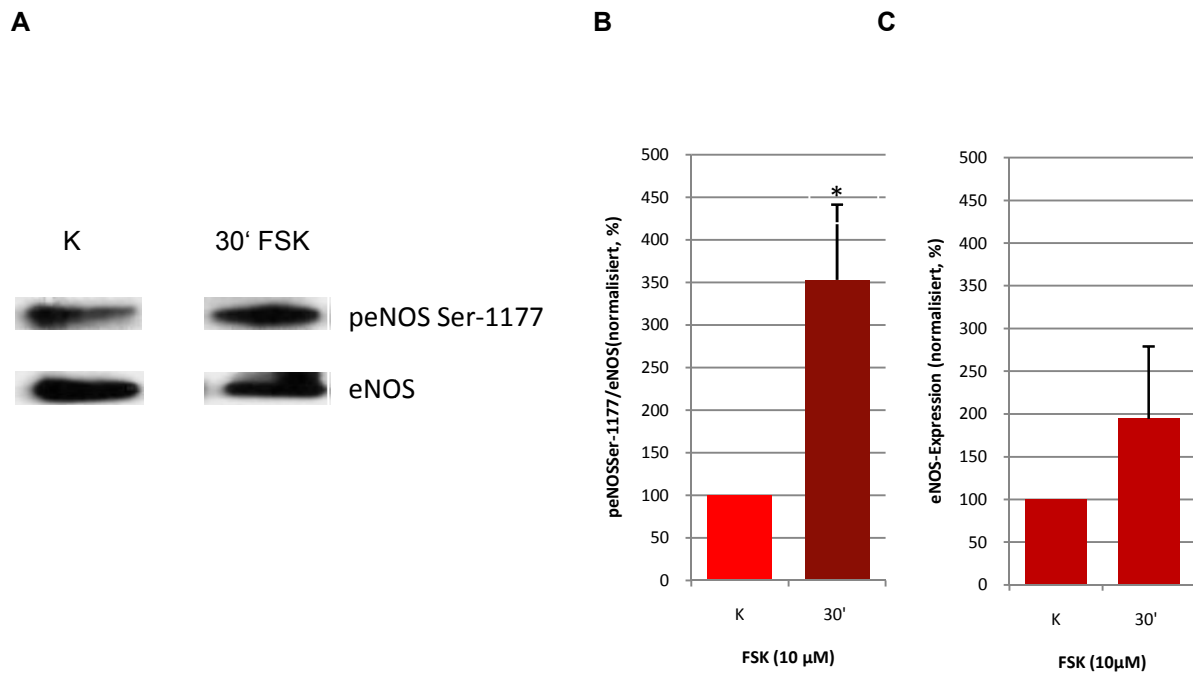 A
K
30‘ FSK
peNOS Ser-1177
eNOS
B
peNOSSer-1177/eNOS(normalisiert, %)
500
450
400
350
300
250
200
150
100
50
0
*
K
30'
FSK (10 µM)
C
eNOS-Expression (normaliisiert, %)
500
450
400
350
300
250
200
150
100
50
0
K
30'
FSK (10µM)